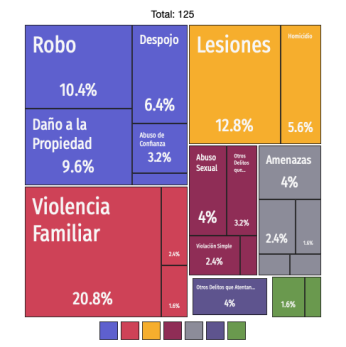 Total: 125
Robo
10.4%
Despojo
6.4%
Daño a la
Propiedad
9.6%
Abuso de
Confianza
3.2%
Lesiones
12.8%
Homicidio
5.6%
Violencia
Familiar
20.8%
2.4%
1.6%
Abuso
Sexual
4%
Otros
Delitos
que...
3.2%
Violación Simple
2.4%
Amenazas
4%
2.4%
1.6%
Otros Delitos que Atentan...
4%
1.6%